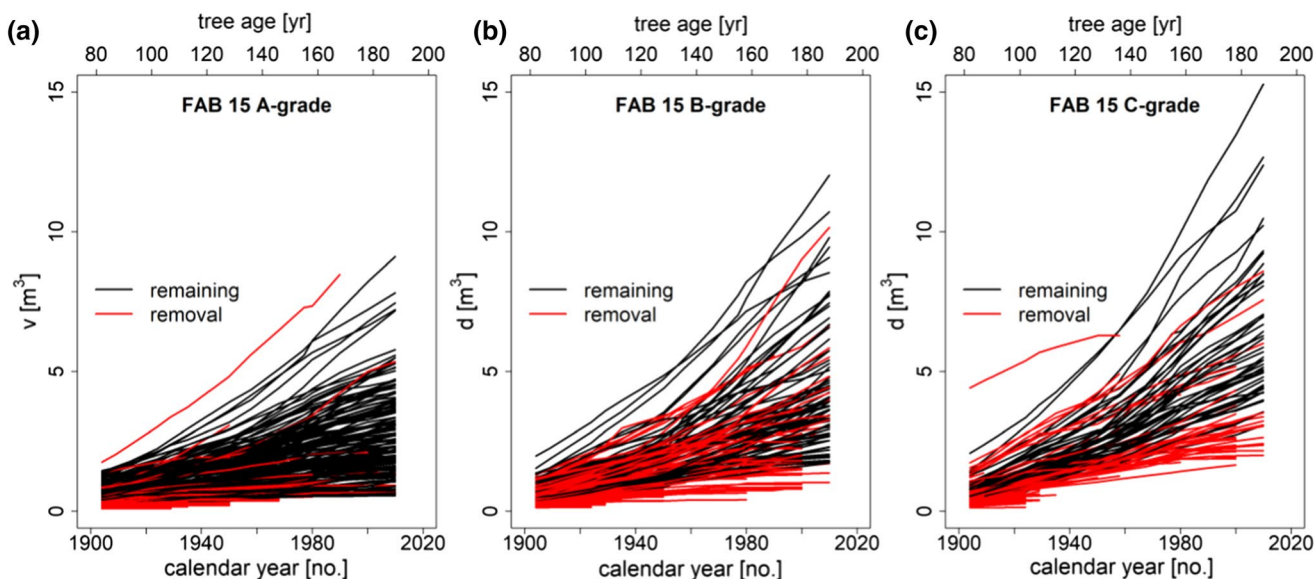 (a)
tree age [yr]
80 100 120 140 160 180 200
FAB 15 A-grade
v [m³]
0 5 10 15
remaining
removal
1900 1940 1980 2020
calendar year [no.]
(b)
tree age [yr]
80 100 120 140 160 180 200
FAB 15 B-grade
d [m³]
0 5 10 15
remaining
removal
1900 1940 1980 2020
calendar year [no.]
(c)
tree age [yr]
80 100 120 140 160 180 200
FAB 15 C-grade
d [m³]
0 5 10 15
remaining
removal
1900 1940 1980 2020
calendar year [no.]